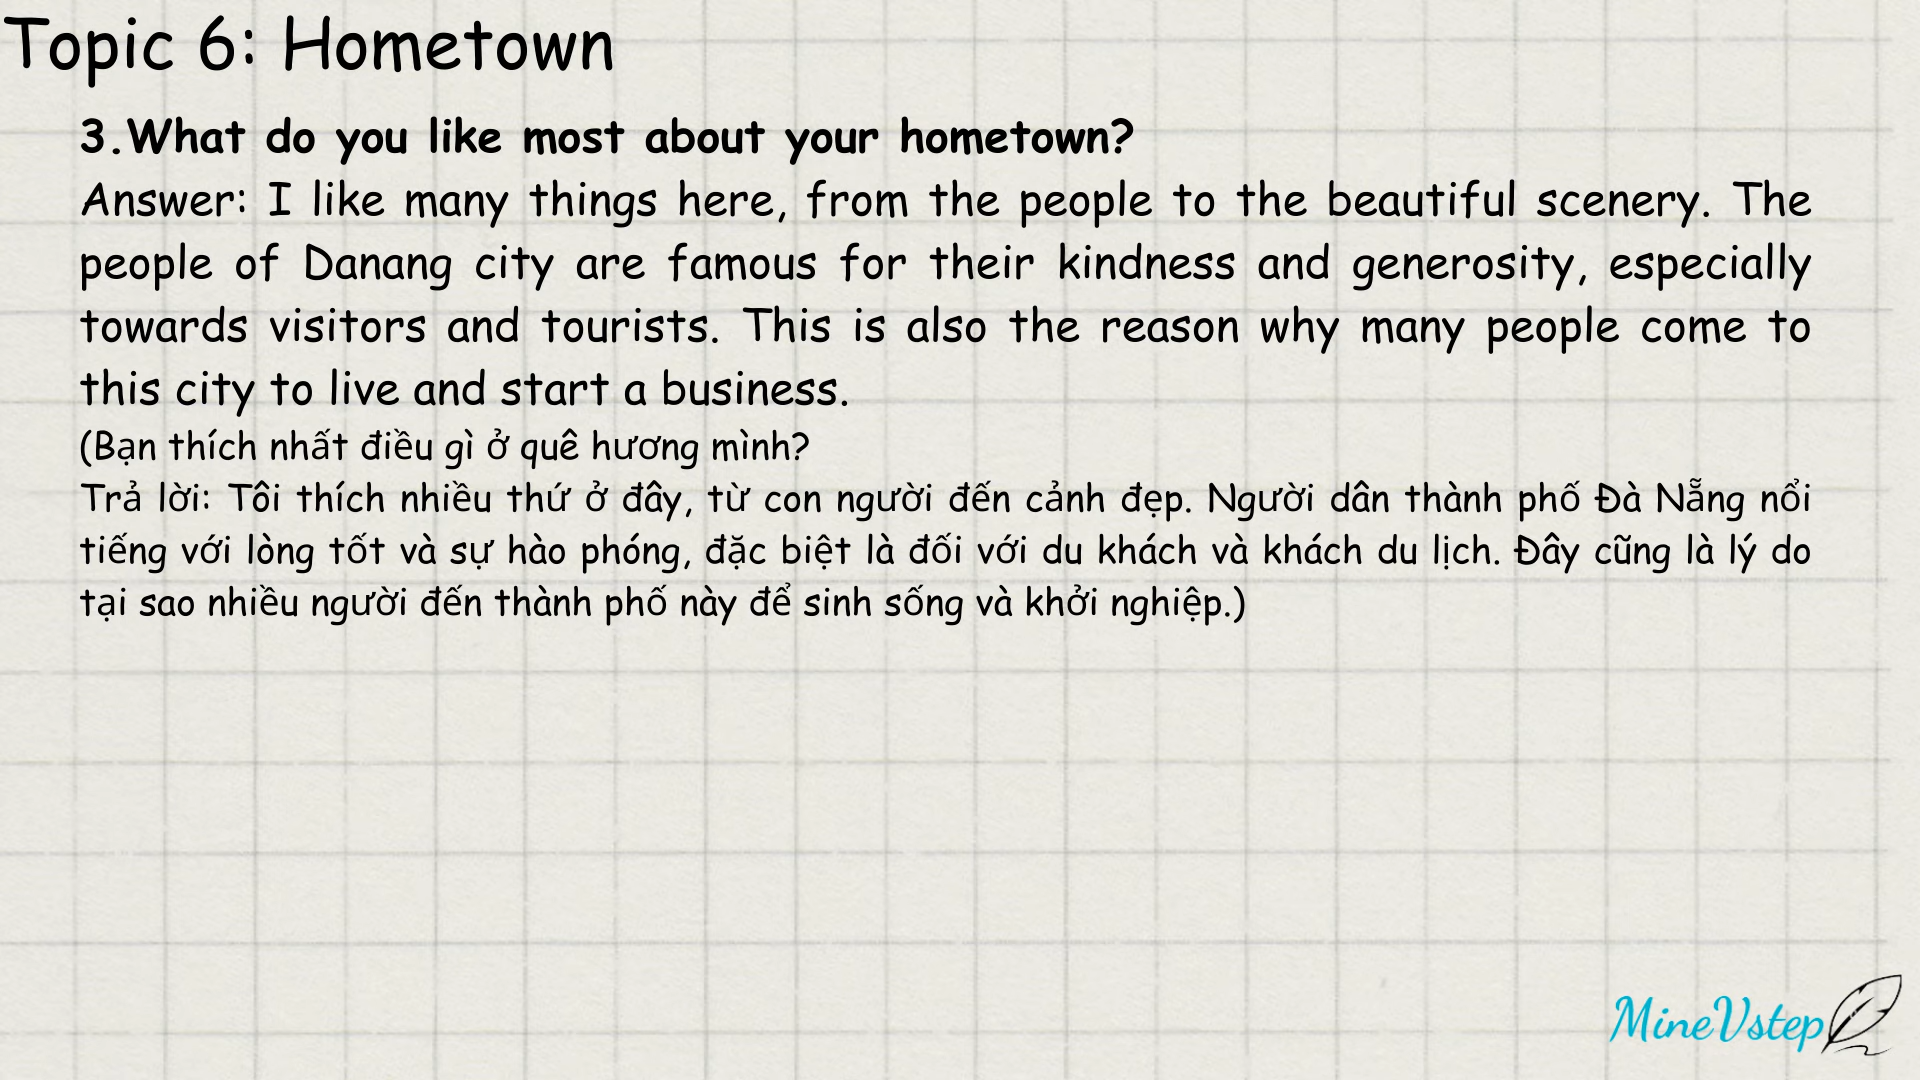 Topic 6: Hometown
3.What do you like most about your hometown?
Answer: I like many things here, from the people to the beautiful scenery. The
people of Danang city are famous for their kindness and generosity, especially
towards visitors and tourists. This is also the reason why many people come to
this city to live and start a business.
(Bạn thích nhất điều gì ở quê hương mình?
Trả lời: Tôi thích nhiều thứ ở đây, từ con người đến cảnh đẹp. Người dân thành phố Đà Nẵng nổi
tiếng với lòng tốt và sự hào phóng, đặc biệt là đối với du khách và khách du lịch. Đây cũng là lý do
tại sao nhiều người đến thành phố này để sinh sống và khởi nghiệp.)
MineVstep